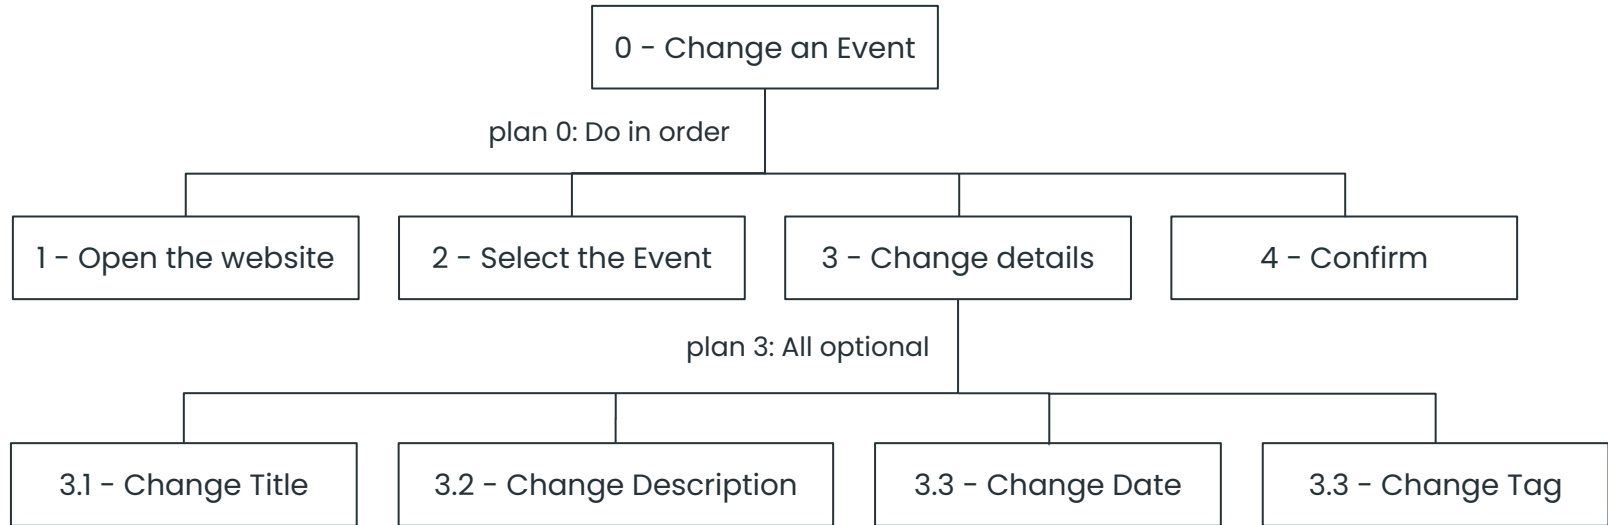 0 - Change an Event
plan 0: Do in order
1 - Open the website
2 - Select the Event
3 - Change details
4 - Confirm
plan 3: All optional
3.1 - Change Title
3.2 - Change Description
3.3 - Change Date
3.3 - Change Tag